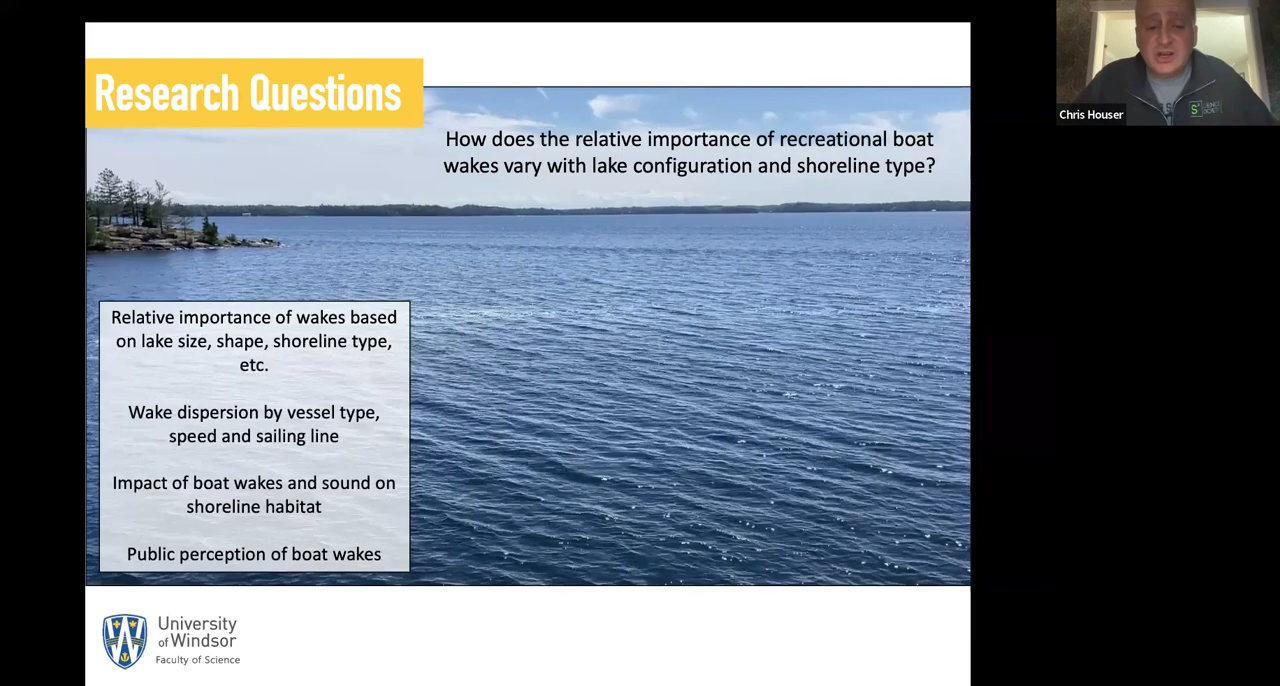 Research Questions
How does the relative importance of recreational boat
wakes vary with lake configuration and shoreline type?
Relative importance of wakes based
on lake size, shape, shoreline type,
etc.
Wake dispersion by vessel type,
speed and sailing line
Impact of boat wakes and sound on
shoreline habitat
Public perception of boat wakes
University
of Windsor
Faculty of Science
Chris Houser